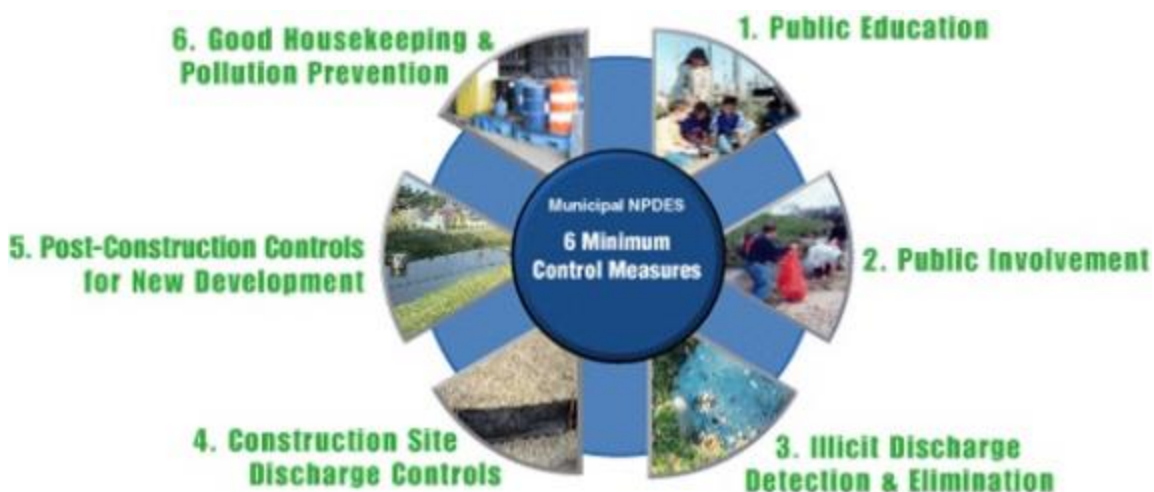 1. Public Education
2. Public Involvement
3. Illicit Discharge
Detection & Elimination
4. Construction Site
Discharge Controls
5. Post-Construction Controls
for New Development
6. Good Housekeeping &
Pollution Prevention
Municipal NPDES
6 Minimum
Control Measures